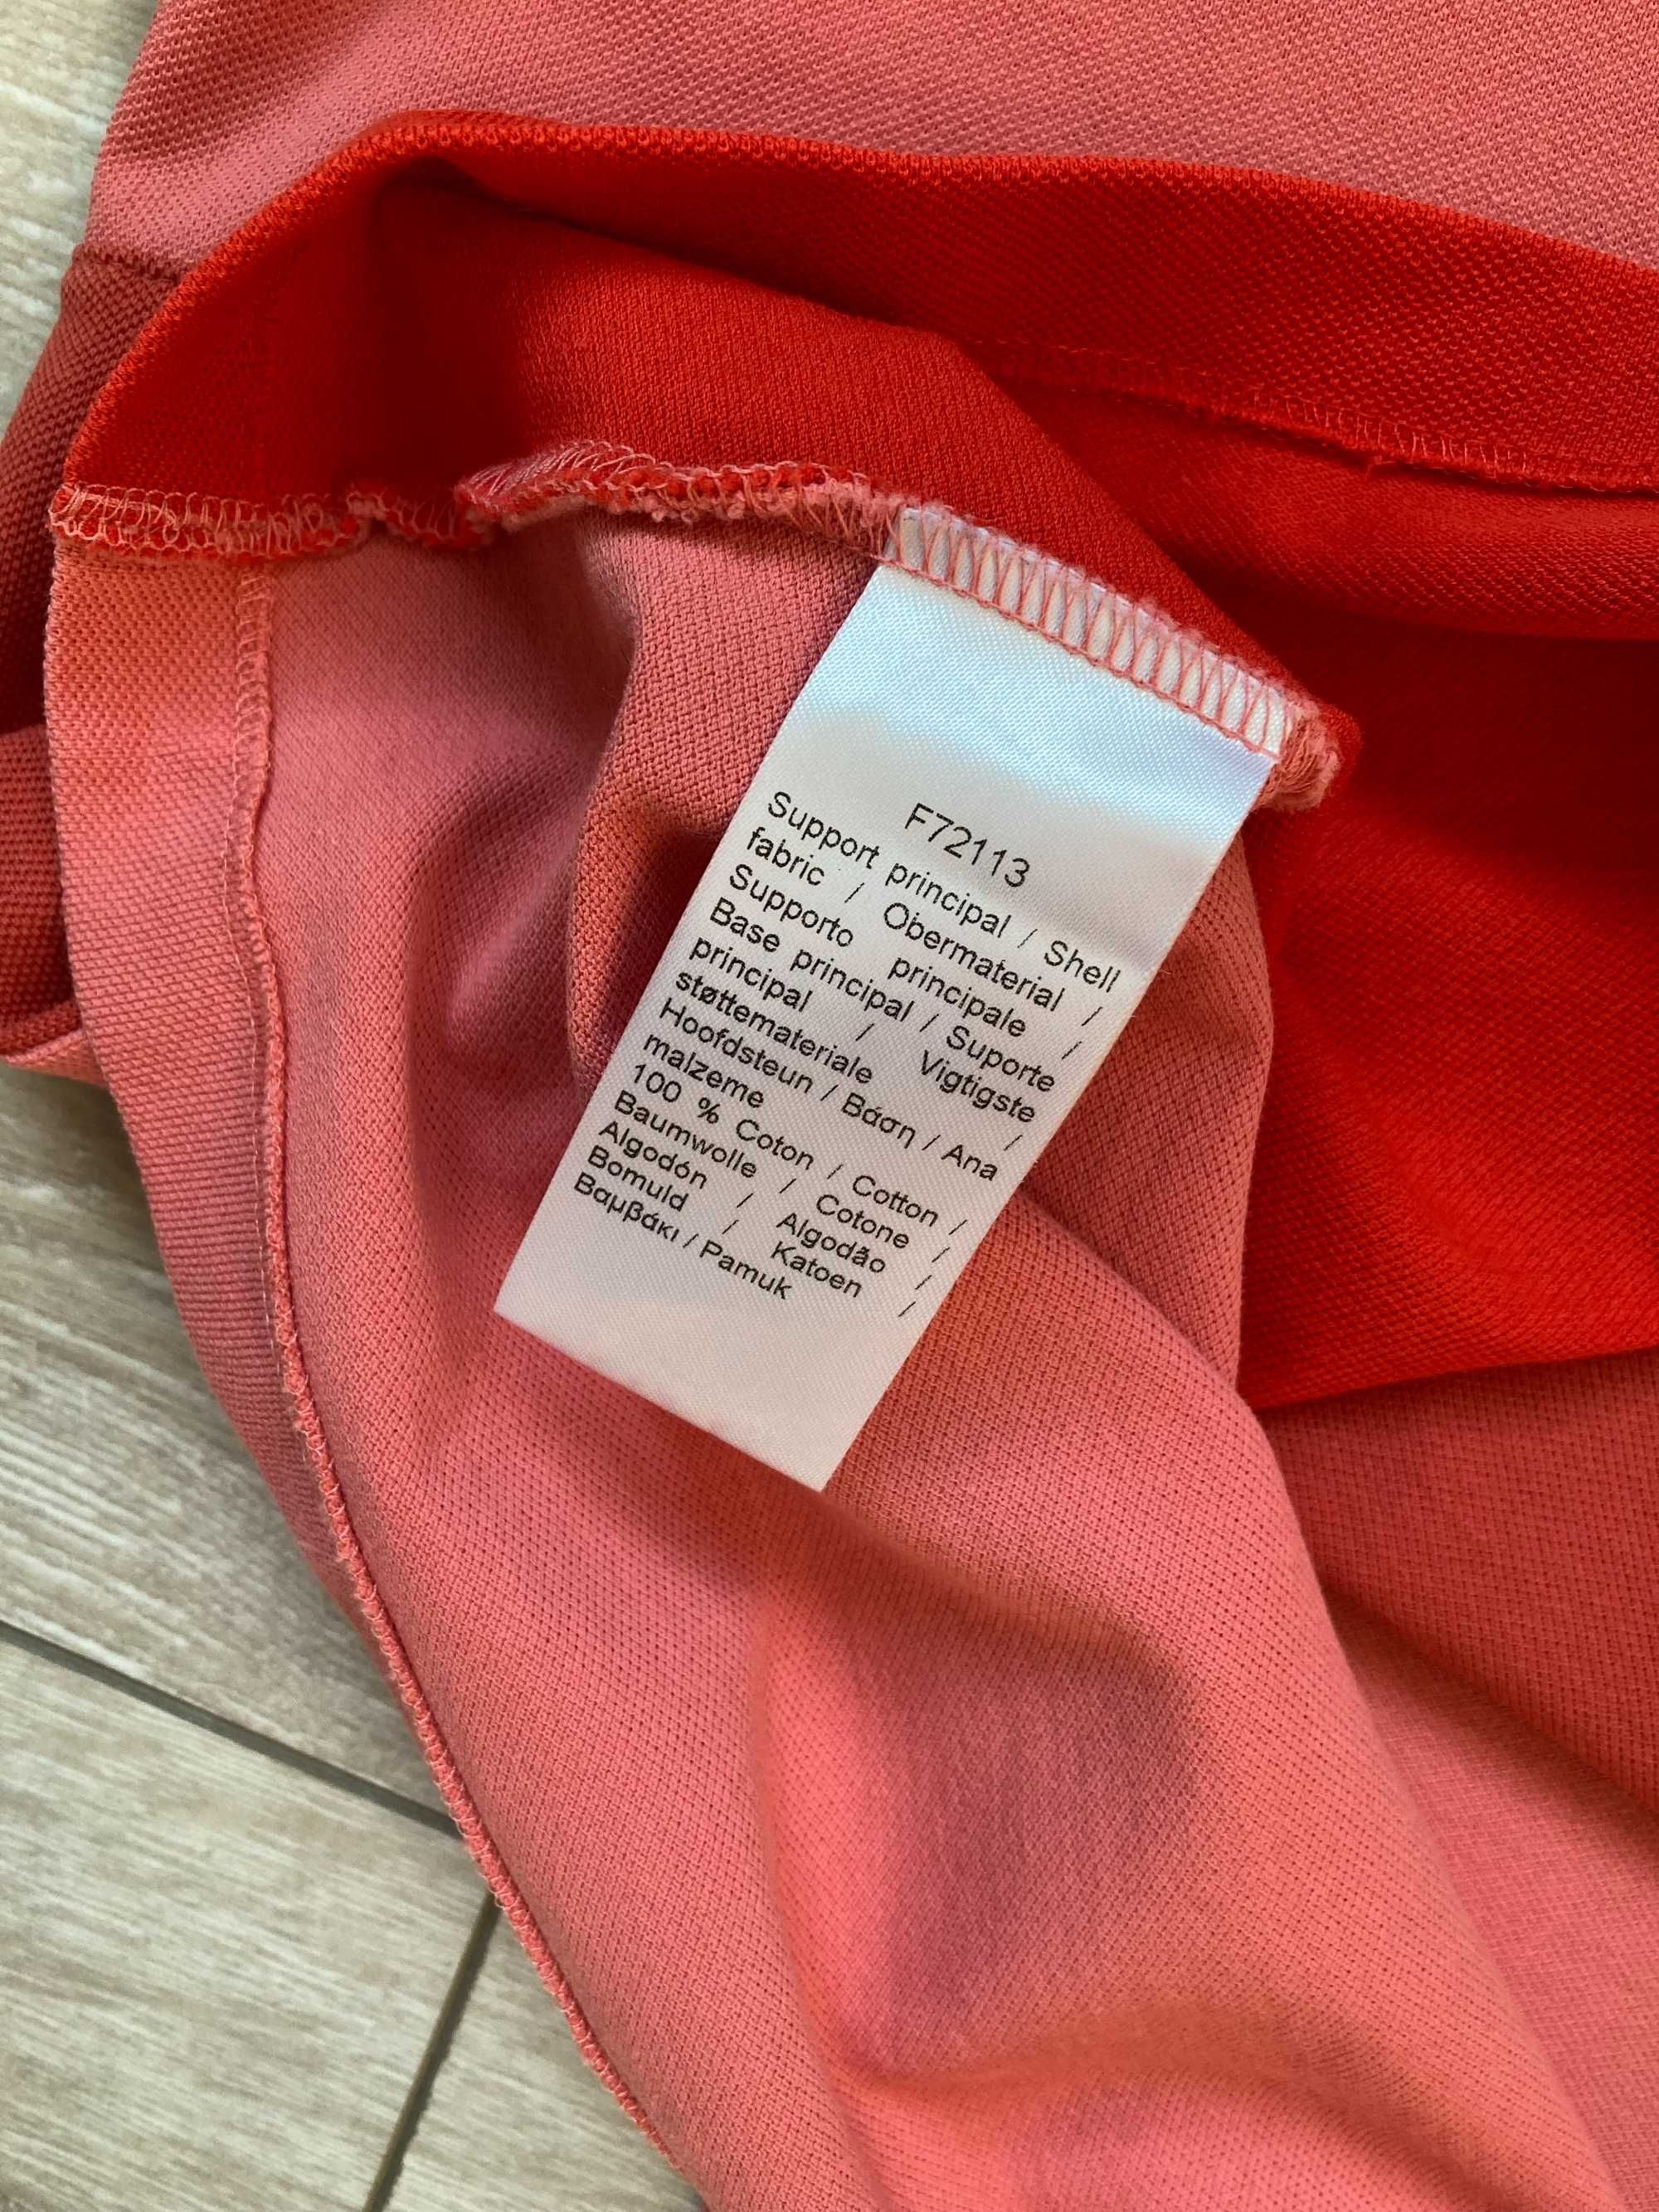 F72113
Support principal / Shell
fabric / Obermaterial /
Supporto principale /
Base principal / Suporte
principal / Vigtigste
støttemateriale /
Hoofdsteun / Βάση / Ana
malzeme
100 % Coton / Cotton /
Baumwolle / Cotone /
Algodón / Algodão /
Bomuld / Katoen /
Βαμβάκι / Pamuk